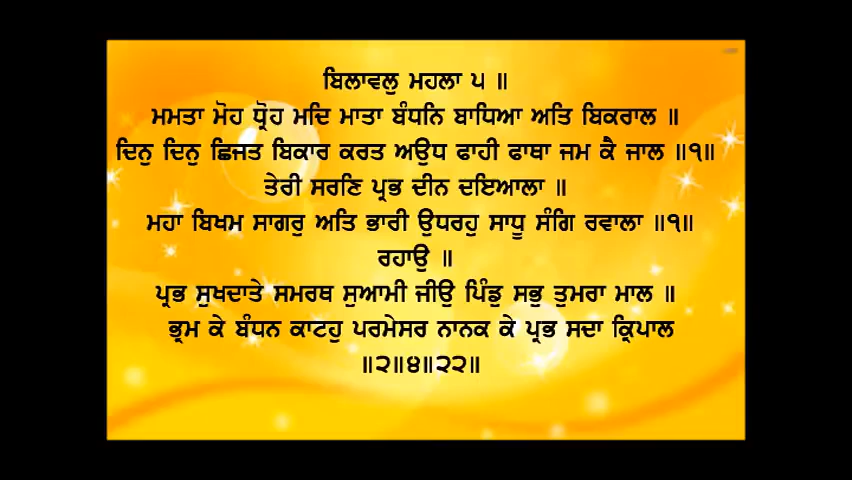 ਬਿਲਾਵਲੁ ਮਹਲਾ ੫ ॥
ਮਮਤਾ ਮੋਹ ਧ੍ਰੋਹ ਮਦਿ ਮਾਤਾ ਬੰਧਨਿ ਬਾਧਿਆ ਅਤਿ ਬਿਕਰਾਲ ॥
ਦਿਨੁ ਦਿਨੁ ਛਿਜਤ ਬਿਕਾਰ ਕਰਤ ਅਉਧ ਫਾਹੀ ਫਾਥਾ ਜਮ ਕੈ ਜਾਲ ॥੧॥
ਤੇਰੀ ਸਰਣਿ ਪ੍ਰਭ ਦੀਨ ਦਇਆਲਾ ॥
ਮਹਾ ਬਿਖਮ ਸਾਗਰੁ ਅਤਿ ਭਾਰੀ ਉਧਰਹੁ ਸਾਧੂ ਸੰਗਿ ਰਵਾਲਾ ॥੧॥
ਰਹਾਉ ॥
ਪ੍ਰਭ ਸੁਖਦਾਤੇ ਸਮਰਥ ਸੁਆਮੀ ਜੀਉ ਪਿੰਡੁ ਸਭੁ ਤੁਮਰਾ ਮਾਲ ॥
ਭ੍ਰਮ ਕੇ ਬੰਧਨ ਕਾਟਹੁ ਪਰਮੇਸਰ ਨਾਨਕ ਕੇ ਪ੍ਰਭ ਸਦਾ ਕ੍ਰਿਪਾਲ
॥੨॥੪॥੨੨॥